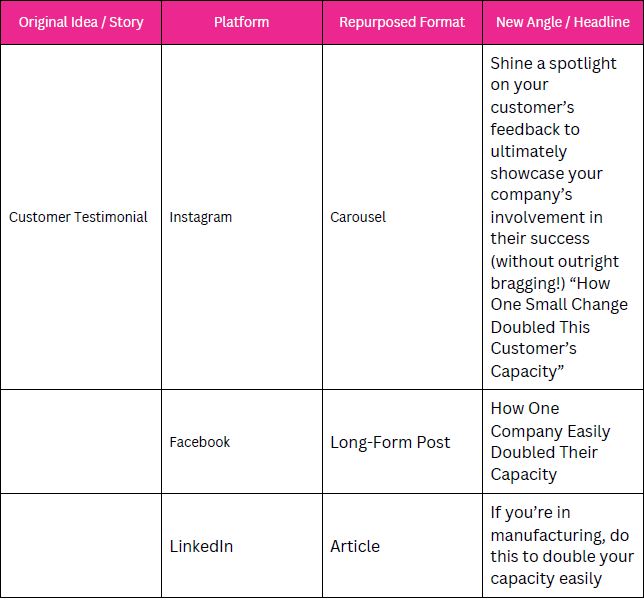 Original Idea / Story
Platform
Repurposed Format
New Angle / Headline
Customer Testimonial
Instagram
Carousel
Shine a spotlight
on your
customer’s
feedback to
ultimately
showcase your
company’s
involvement in
their success
(without outright
bragging!) “How
One Small Change
Doubled This
Customer’s
Capacity”
Facebook
Long-Form Post
How One
Company Easily
Doubled Their
Capacity
LinkedIn
Article
If you’re in
manufacturing, do
this to double your
capacity easily